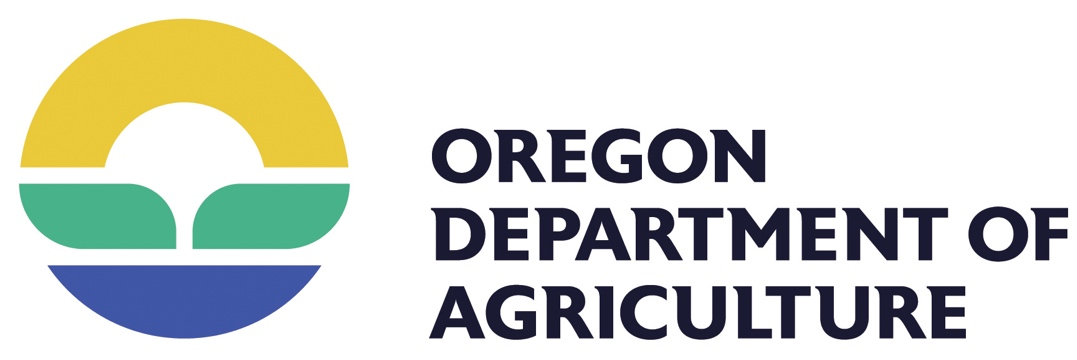 OREGON
DEPARTMENT OF
AGRICULTURE